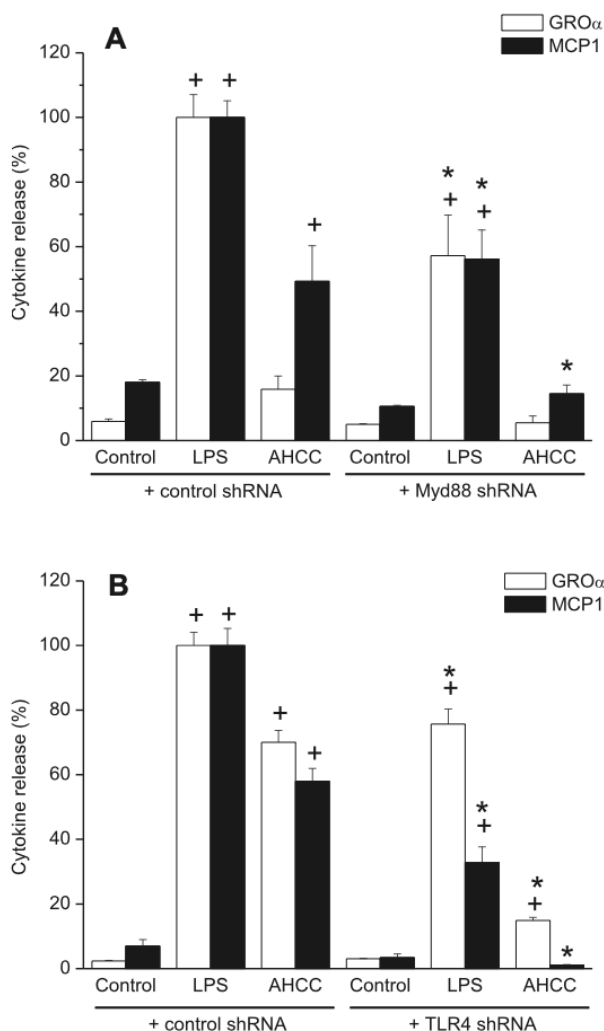 A
GROα
MCP1
Cytokine release (%)
120
100
80
60
40
20
0
+ +
+
*
+
*
+
*
Control LPS AHCC Control LPS AHCC
+ control shRNA + Myd88 shRNA
B
GROα
MCP1
Cytokine release (%)
120
100
80
60
40
20
0
+ +
+
+
*
+
*
+
*
+
*
Control LPS AHCC Control LPS AHCC
+ control shRNA + TLR4 shRNA